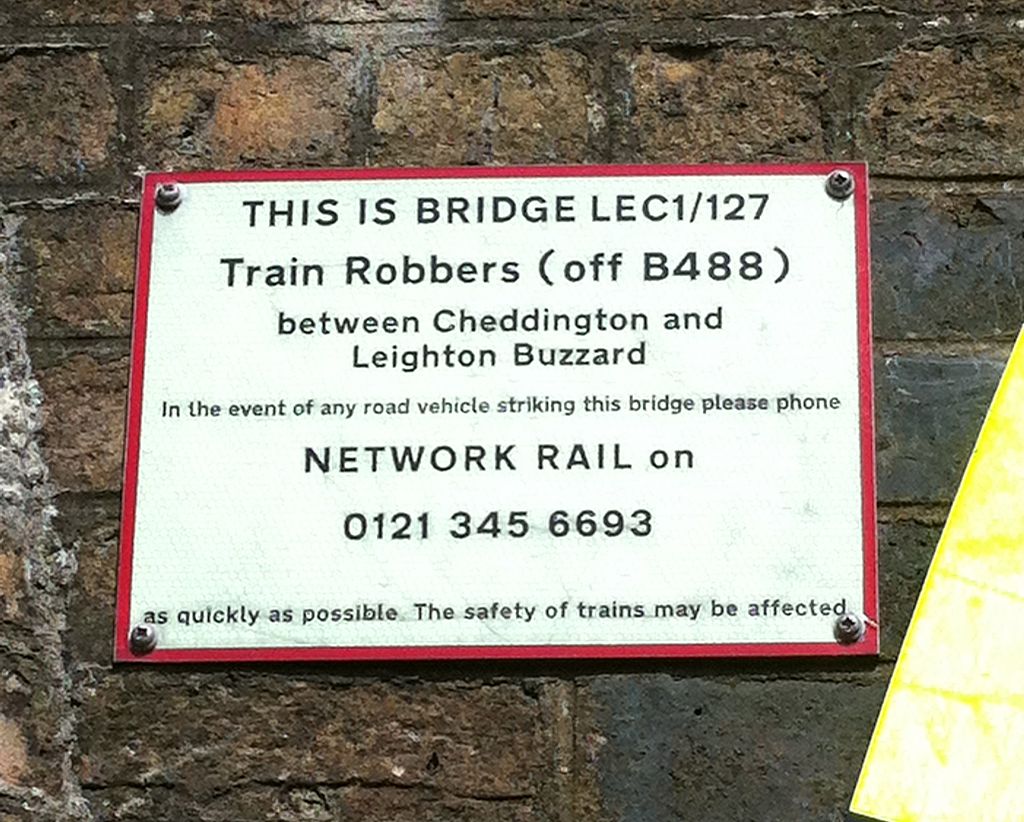 THIS IS BRIDGE LEC1/127
Train Robbers (off B488)
between Cheddington and
Leighton Buzzard
In the event of any road vehicle striking this bridge please phone
NETWORK RAIL on
0121 345 6693
as quickly as possible. The safety of trains may be affected.